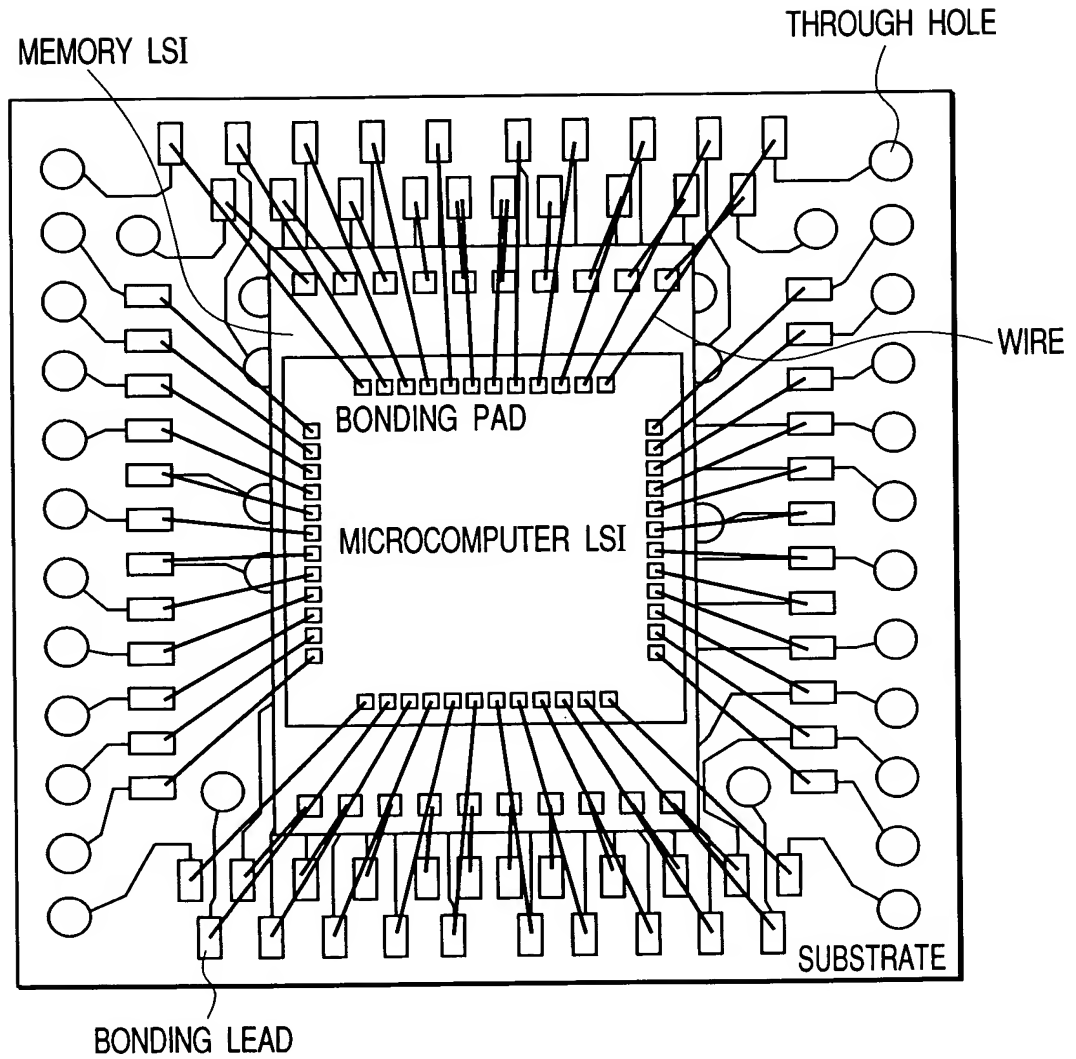 THROUGH HOLE
MEMORY LSI
WIRE
BONDING PAD
MICROCOMPUTER LSI
SUBSTRATE
BONDING LEAD